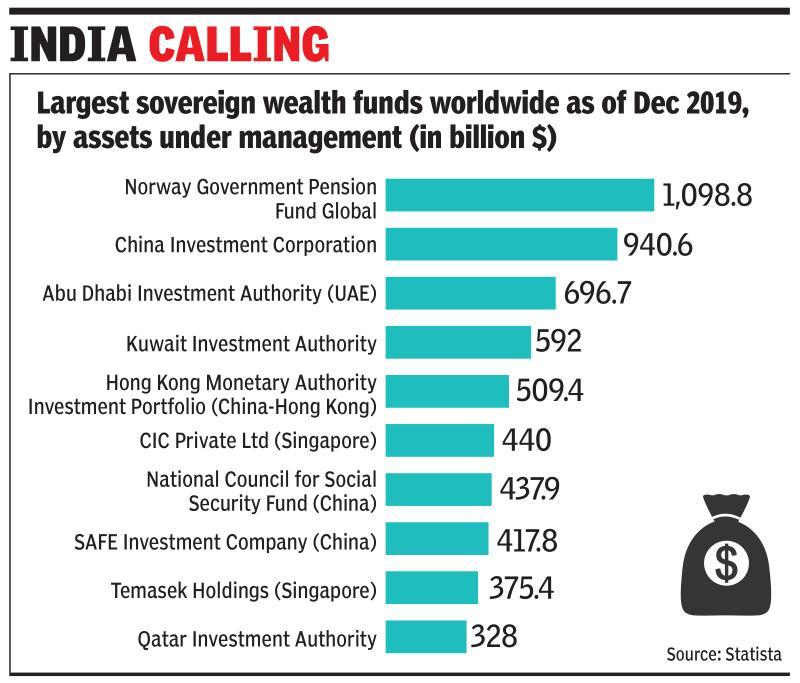 INDIA CALLING
Largest sovereign wealth funds worldwide as of Dec 2019,
by assets under management (in billion $)
Norway Government Pension
Fund Global
1,098.8
China Investment Corporation
940.6
Abu Dhabi Investment Authority (UAE)
696.7
Kuwait Investment Authority
592
Hong Kong Monetary Authority
Investment Portfolio (China-Hong Kong)
509.4
CIC Private Ltd (Singapore)
440
National Council for Social
Security Fund (China)
437.9
SAFE Investment Company (China)
417.8
Temasek Holdings (Singapore)
375.4
Qatar Investment Authority
328
$
Source: Statista